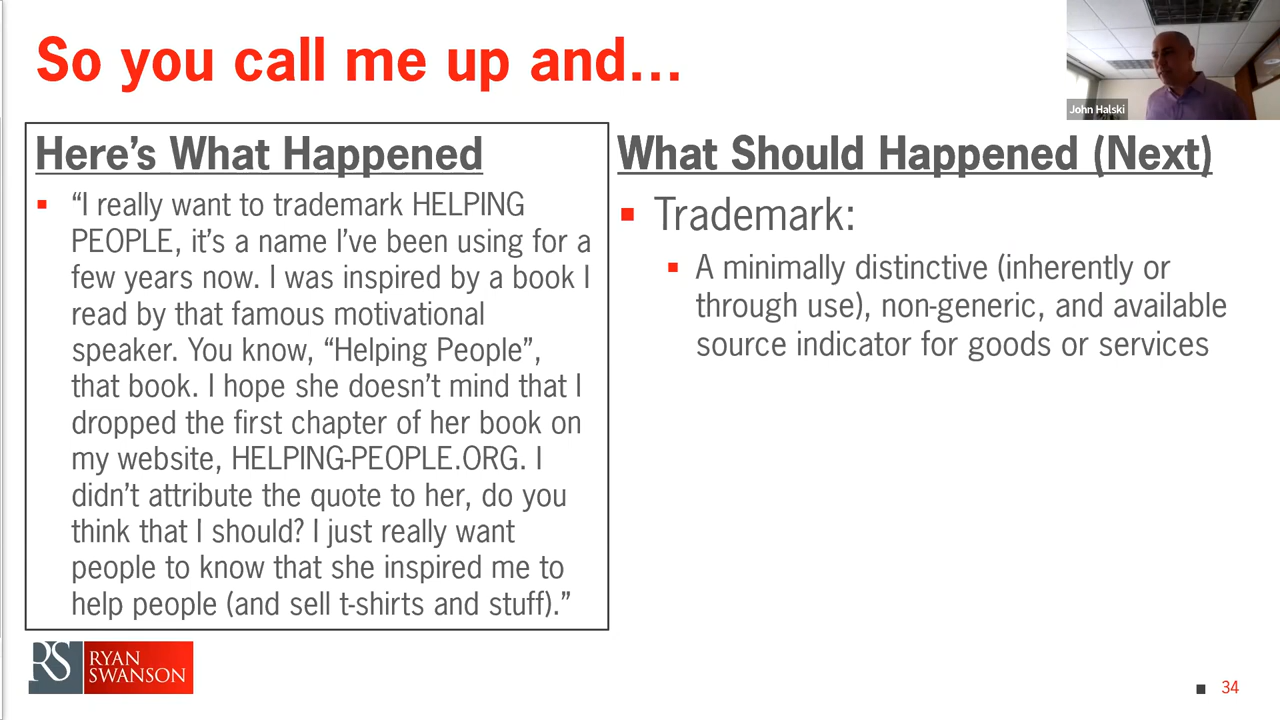 So you call me up and...
John Halski
Here's What Happened
▪ "I really want to trademark HELPING
PEOPLE, it's a name I've been using for a
few years now. I was inspired by a book I
read by that famous motivational
speaker. You know, "Helping People",
that book. I hope she doesn't mind that I
dropped the first chapter of her book on
my website, HELPING-PEOPLE.ORG. I
didn't attribute the quote to her, do you
think that I should? I just really want
people to know that she inspired me to
help people (and sell t-shirts and stuff)."
What Should Happened (Next)
▪ Trademark:
▪ A minimally distinctive (inherently or
through use), non-generic, and available
source indicator for goods or services
RS
RYAN
SWANSON
▪ 34